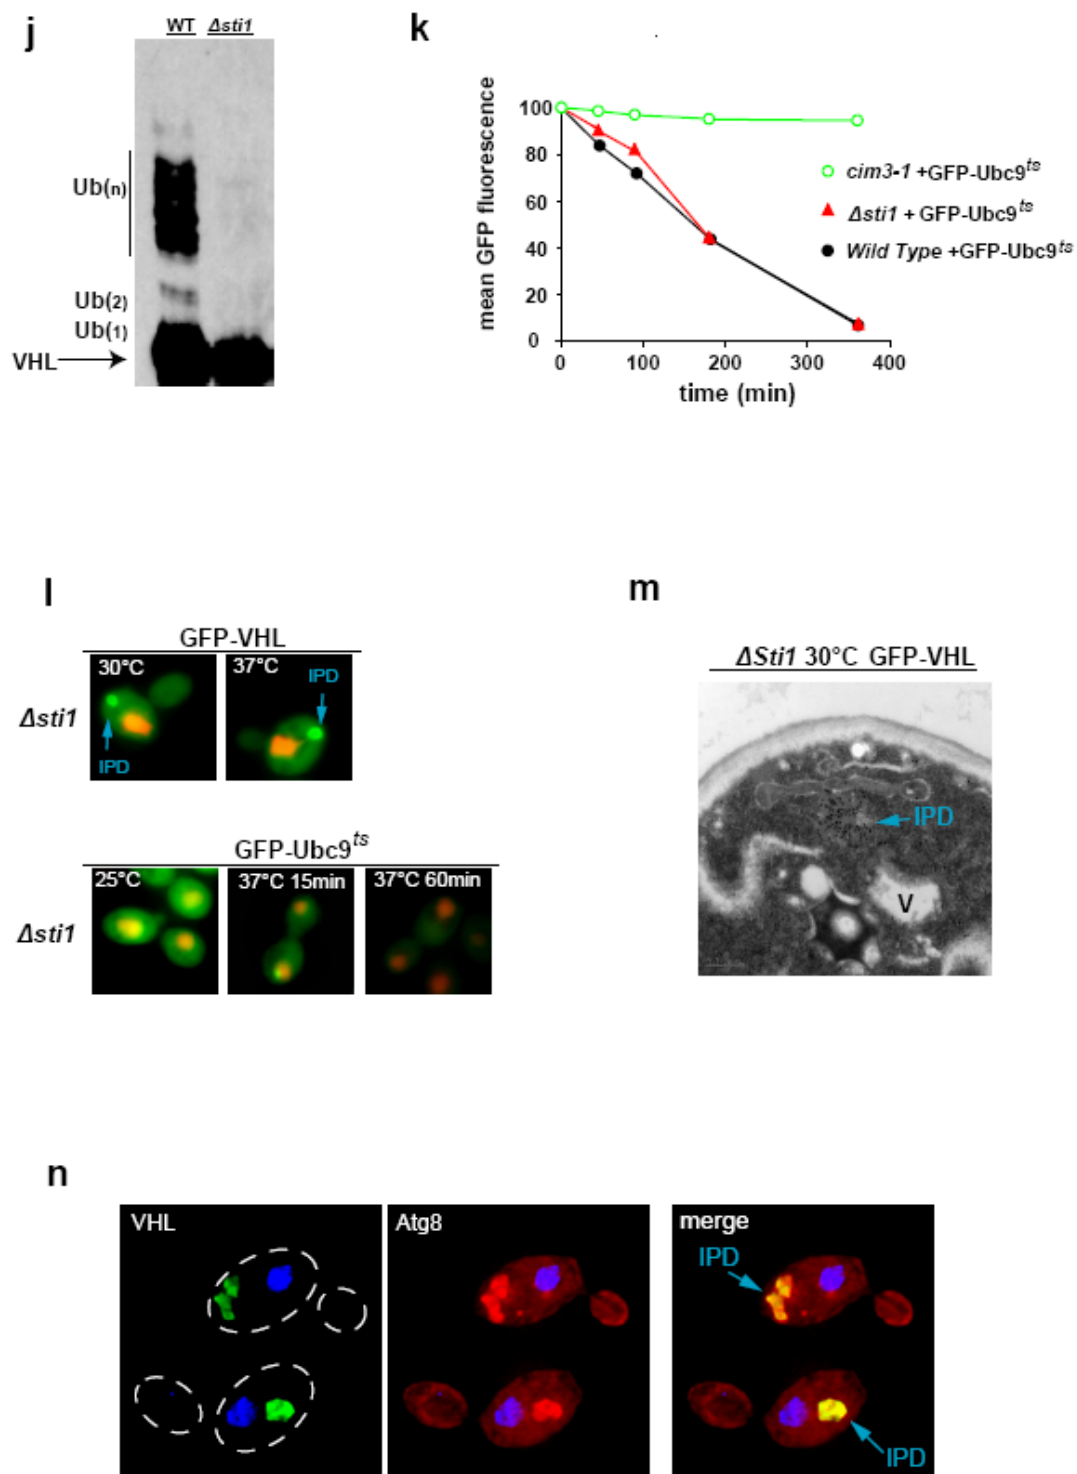 j
WT Δsti1
Ub(n)
Ub(2)
Ub(1)
VHL
k
mean GFP fluorescence
100
80
60
40
20
0
0 100 200 300 400
time (min)
cim3-1 +GFP-Ubc9ts
Δsti1 + GFP-Ubc9ts
Wild Type +GFP-Ubc9ts
l
GFP-VHL
Δsti1
30°C
IPD
37°C
IPD
GFP-Ubc9ts
Δsti1
25°C
37°C 15min
37°C 60min
m
ΔSti1 30°C GFP-VHL
IPD
V
n
VHL
Atg8
merge
IPD
IPD